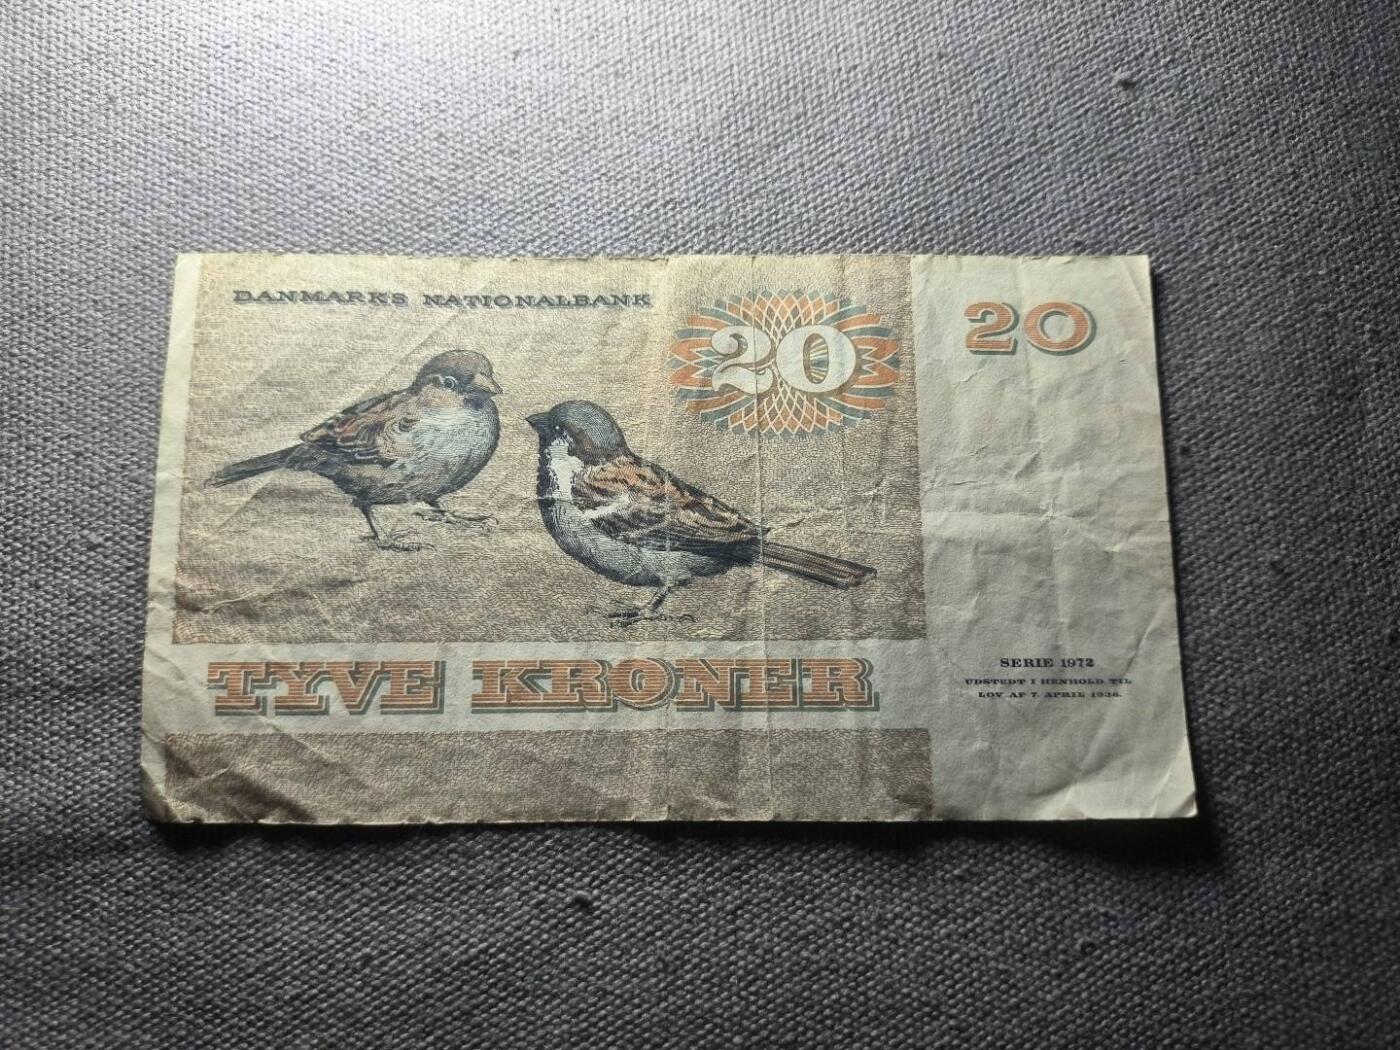 DANMARKS NATIONALBANK
20
20
TYVE KRONER
SERIE 1972
UDSTEDT I HENHOLD TIL
LOV AF 7. APRIL 1936.